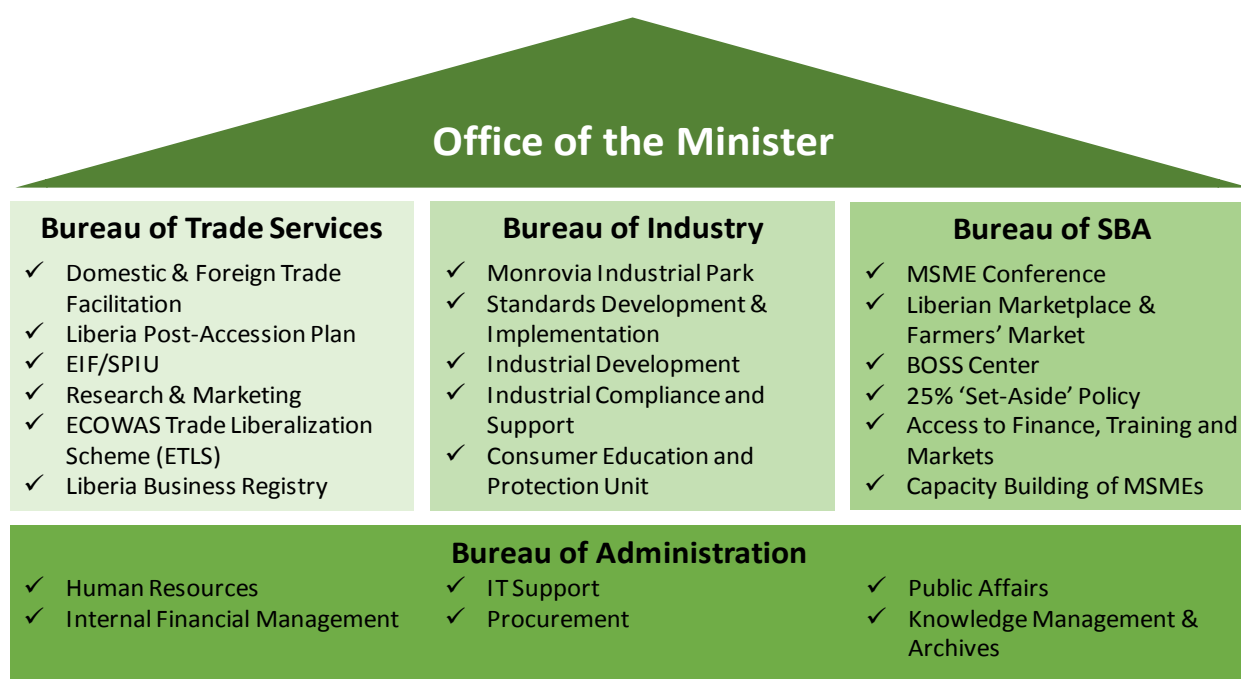 Office of the Minister
Bureau of Trade Services
✓ Domestic & Foreign Trade
Facilitation
✓ Liberia Post-Accession Plan
✓ EIF/SPIU
✓ Research & Marketing
✓ ECOWAS Trade Liberalization
Scheme (ETLS)
✓ Liberia Business Registry
Bureau of Industry
✓ Monrovia Industrial Park
✓ Standards Development &
Implementation
✓ Industrial Development
✓ Industrial Compliance and
Support
✓ Consumer Education and
Protection Unit
Bureau of SBA
✓ MSME Conference
✓ Liberian Marketplace &
Farmers’ Market
✓ BOSS Center
✓ 25% ‘Set-Aside’ Policy
✓ Access to Finance, Training and
Markets
✓ Capacity Building of MSMEs
Bureau of Administration
✓ Human Resources
✓ Internal Financial Management
✓ IT Support
✓ Procurement
✓ Public Affairs
✓ Knowledge Management &
Archives